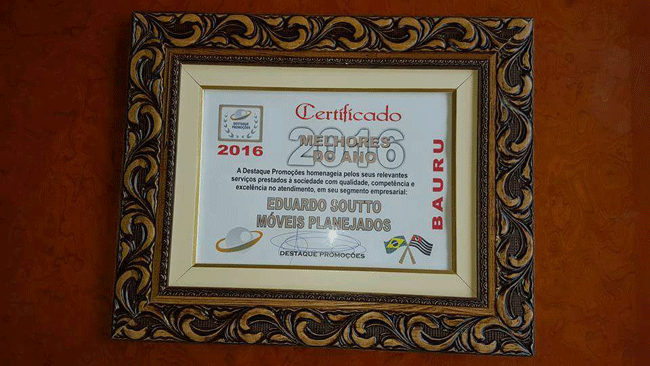 Certificado
DESTAQUE
PROMOÇÕES
2016
2016
MELHORES
DO ANO
A Destaque Promoções homenageia pelos seus relevantes
serviços prestados à sociedade com qualidade, competência e
excelência no atendimento, em seu segmento empresarial:
EDUARDO SOUTTO
MÓVEIS PLANEJADOS
DESTAQUE PROMOÇÕES
BAURU